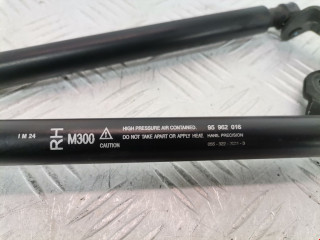 I M 24
RH
M300
CAUTION
HIGH PRESSURE AIR CONTAINED.
DO NOT TAKE APART OR APPLY HEAT.
95 962 016
HANIL PRECISION